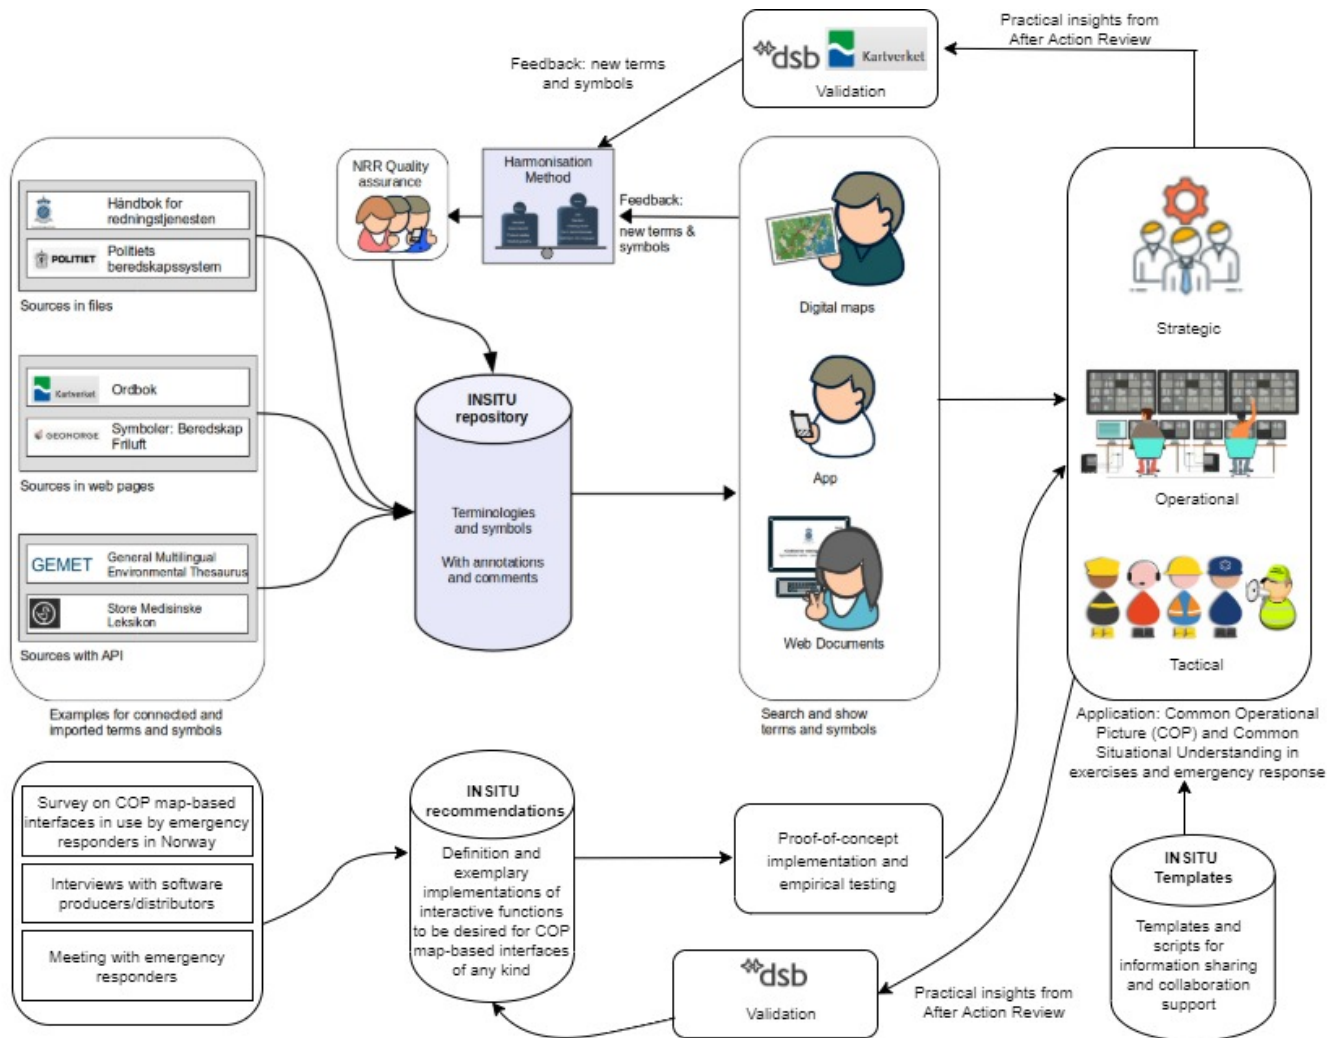 Practical insights from
After Action Review
dsb
Kartverket
Validation
Feedback: new terms
and symbols
NRR Quality
assurance
Harmonisation
Method
Feedback:
new terms &
symbols
Håndbok for
redningstjenesten
POLITIET
Politiets
beredskapssystem
Sources in files
Kartverket
Ordbok
GEONORGE
Symboler: Beredskap
Friluft
Sources in web pages
GEMET
General Multilingual
Environmental Thesaurus
Store Medisinske
Leksikon
Sources with API
Examples for connected and
imported terms and symbols
INSITU
repository
Terminologies
and symbols
With annotations
and comments
Digital maps
App
Web Documents
Search and show
terms and symbols
Strategic
Operational
Tactical
Application: Common Operational
Picture (COP) and Common
Situational Understanding in
exercises and emergency response
Survey on COP map-based
interfaces in use by emergency
responders in Norway
Interviews with software
producers/distributors
Meeting with emergency
responders
INSITU
recommendations
Definition and
exemplary
implementations of
interactive functions
to be desired for COP
map-based interfaces
of any kind
Proof-of-concept
implementation and
empirical testing
dsb
Validation
Practical insights from
After Action Review
INSITU
Templates
Templates and
scripts for
information sharing
and collaboration
support